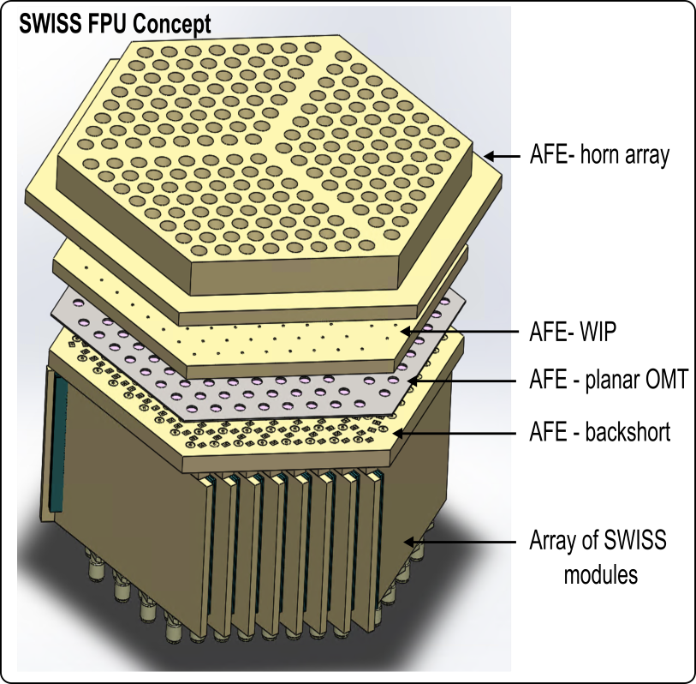 SWISS FPU Concept
AFE- horn array
AFE- WIP
AFE - planar OMT
AFE - backshort
Array of SWISS
modules